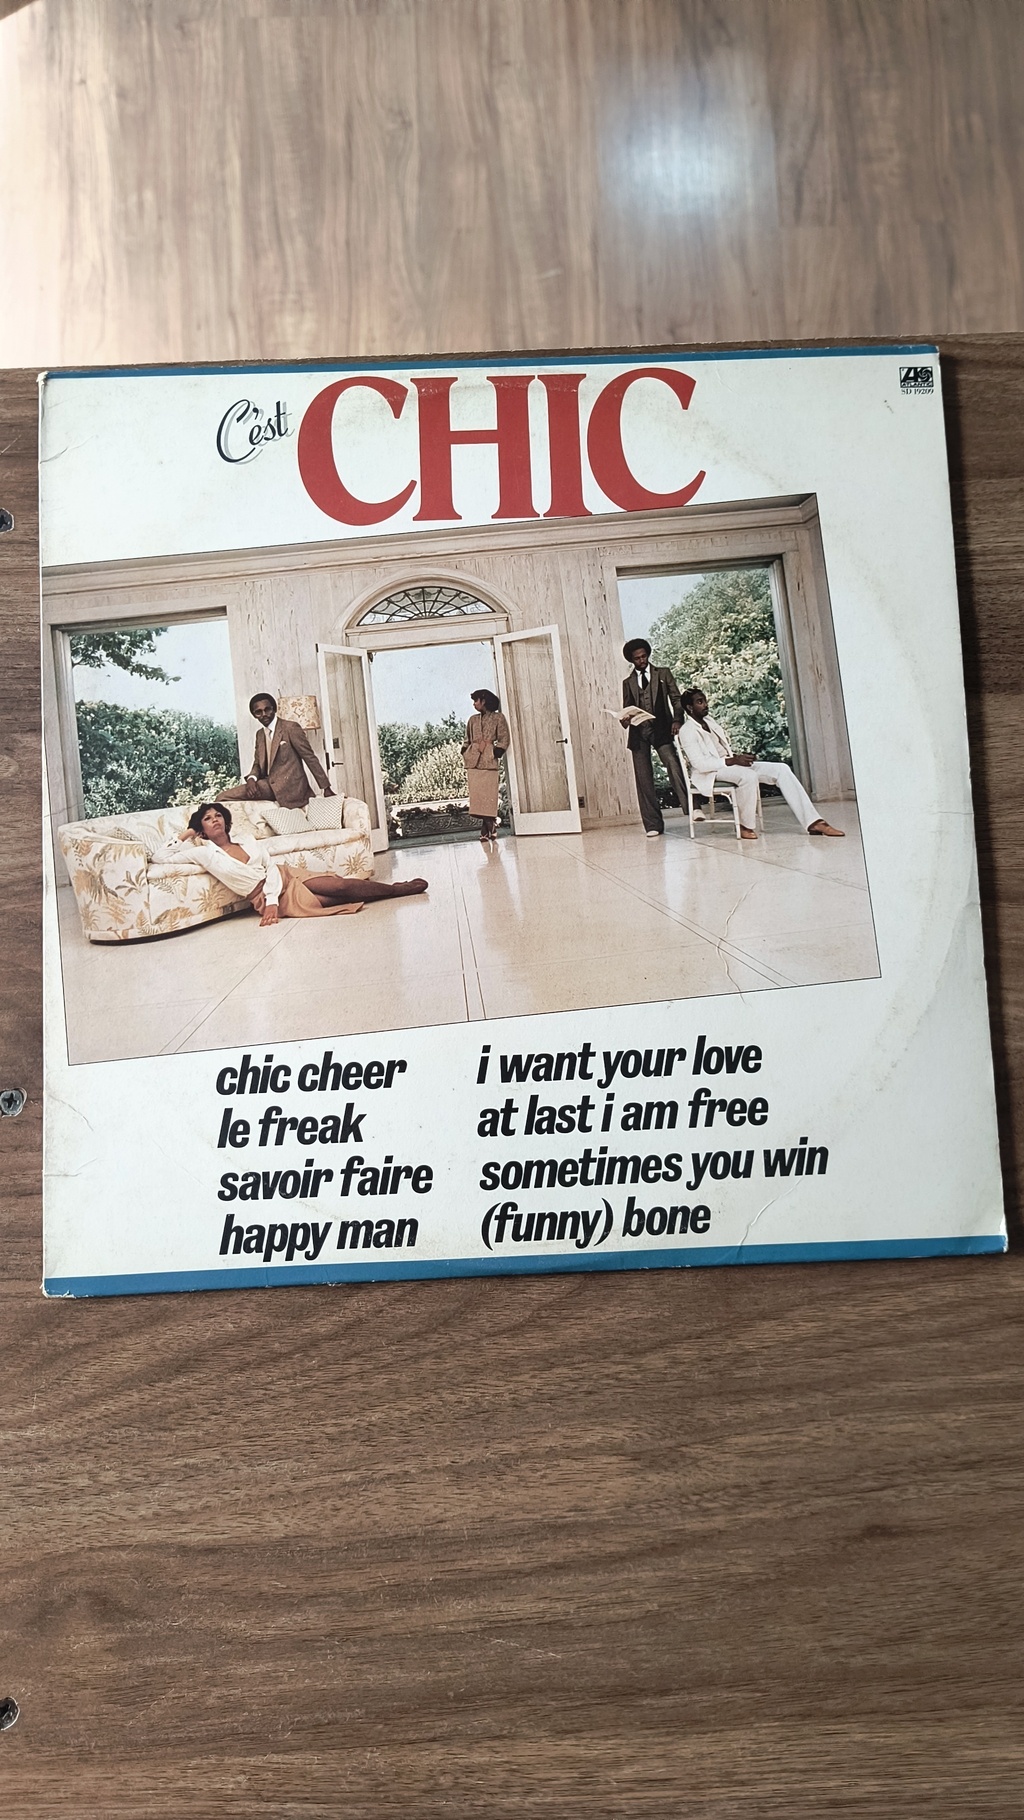 C'est CHIC
ATLANTIC
SD 19209
chic cheer
le freak
savoir faire
happy man
i want your love
at last i am free
sometimes you win
(funny) bone